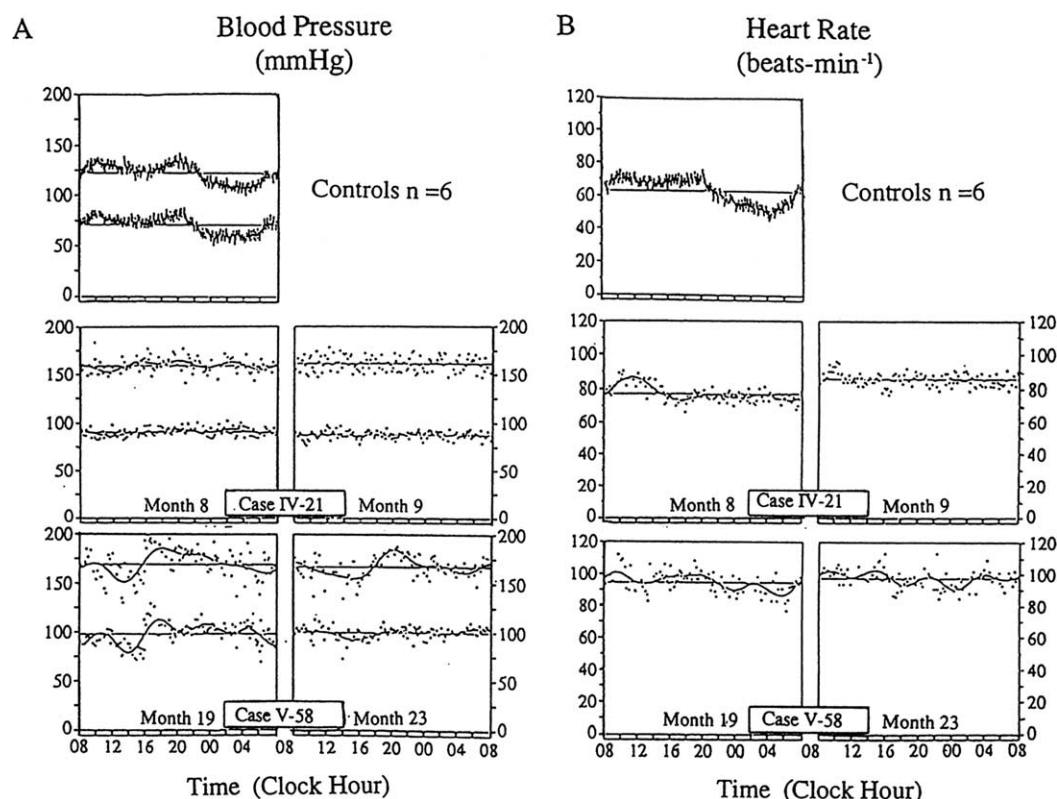 A
Blood Pressure
(mmHg)
B
Heart Rate
(beats-min⁻¹)
200
150
100
50
0
Controls n =6
120
100
80
60
40
20
0
Controls n =6
200
150
100
50
0
Month 8
Case IV-21
Month 9
200
150
100
50
0
120
100
80
60
40
20
0
Month 8
Case IV-21
Month 9
120
100
80
60
40
20
0
200
150
100
50
0
Month 19
Case V-58
Month 23
200
150
100
50
0
08 12 16 20 00 04 08 12 16 20 00 04 08
Time (Clock Hour)
120
100
80
60
40
20
0
Month 19
Case V-58
Month 23
120
100
80
60
40
20
0
08 12 16 20 00 04 08 12 16 20 00 04 08
Time (Clock Hour)